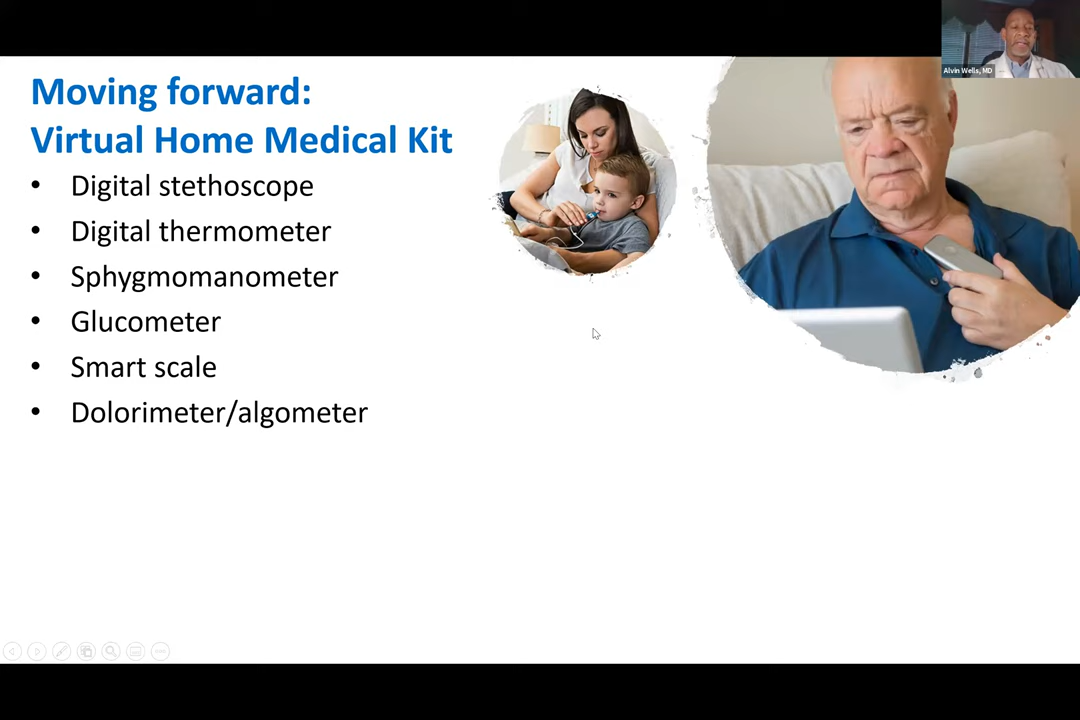 Moving forward:
Virtual Home Medical Kit
• Digital stethoscope
• Digital thermometer
• Sphygmomanometer
• Glucometer
• Smart scale
• Dolorimeter/algometer
Alvin Wells, MD